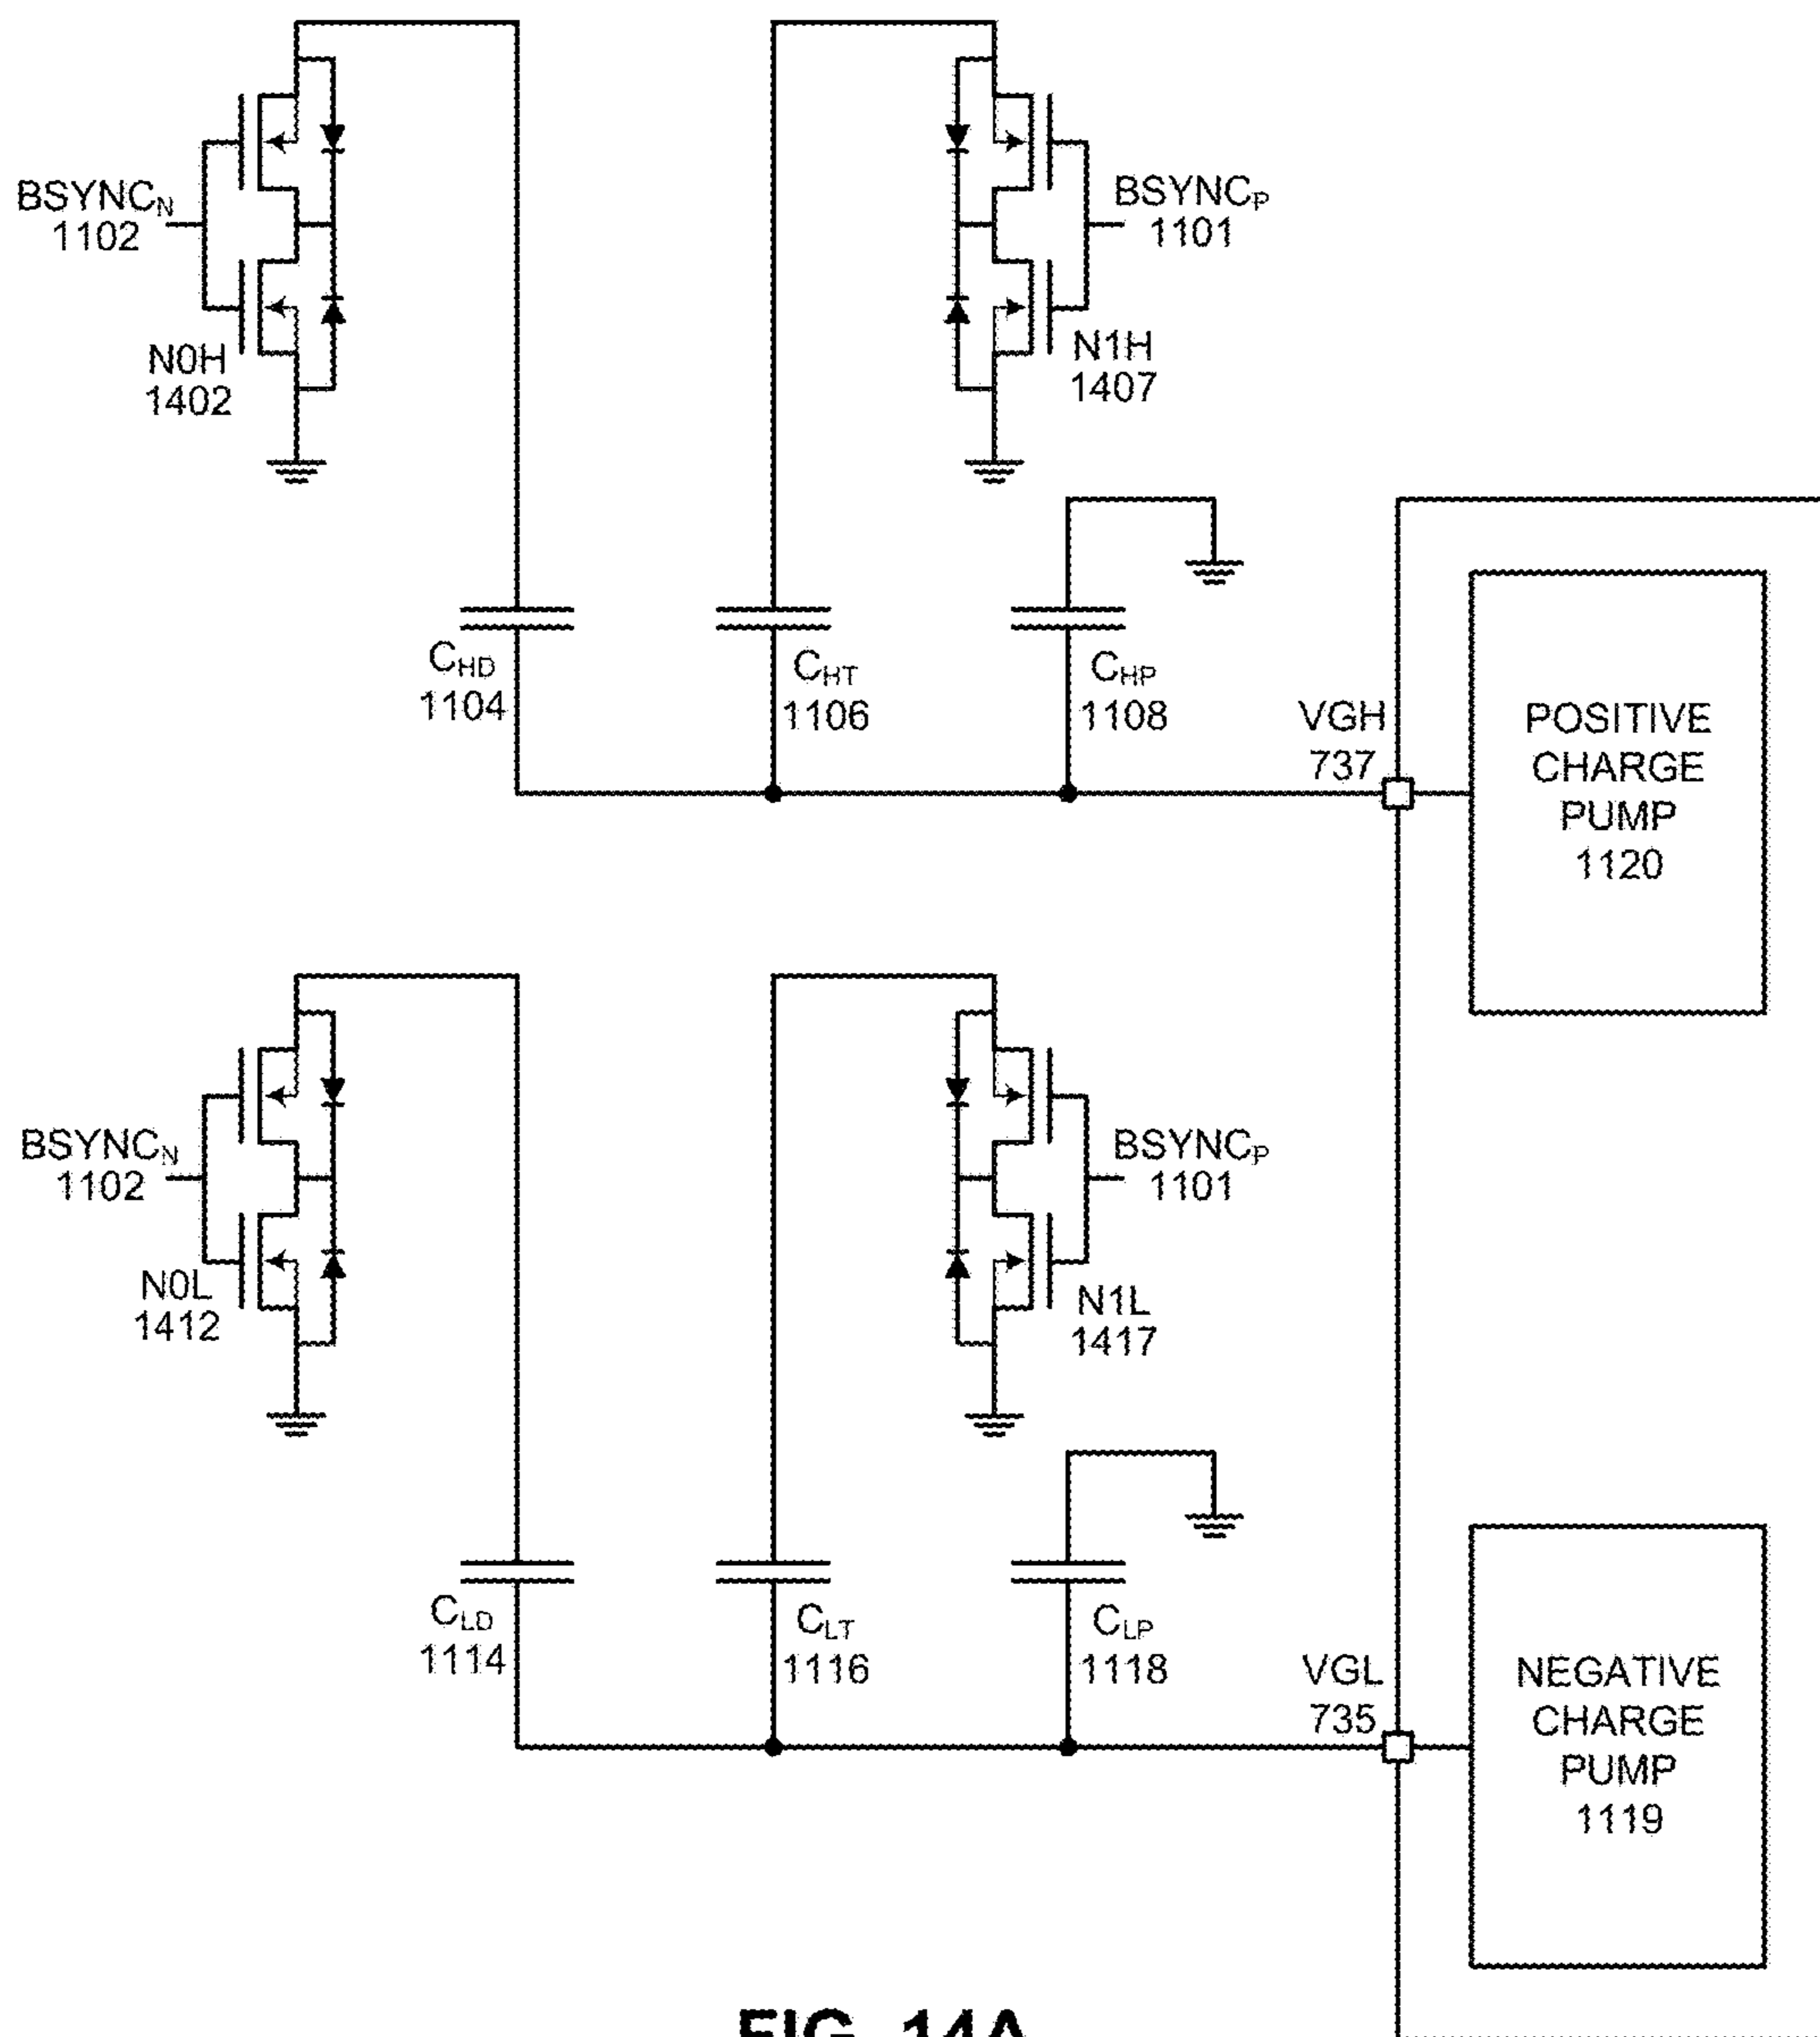 BSYNCN
1102
BSYNCP
1101
N0H
1402
N1H
1407
CHD
1104
CHT
1106
CHP
1108
VGH
737
POSITIVE
CHARGE
PUMP
1120
BSYNCN
1102
BSYNCP
1101
N0L
1412
N1L
1417
CLD
1114
CLT
1116
CLP
1118
VGL
735
NEGATIVE
CHARGE
PUMP
1119
FIG. 14A